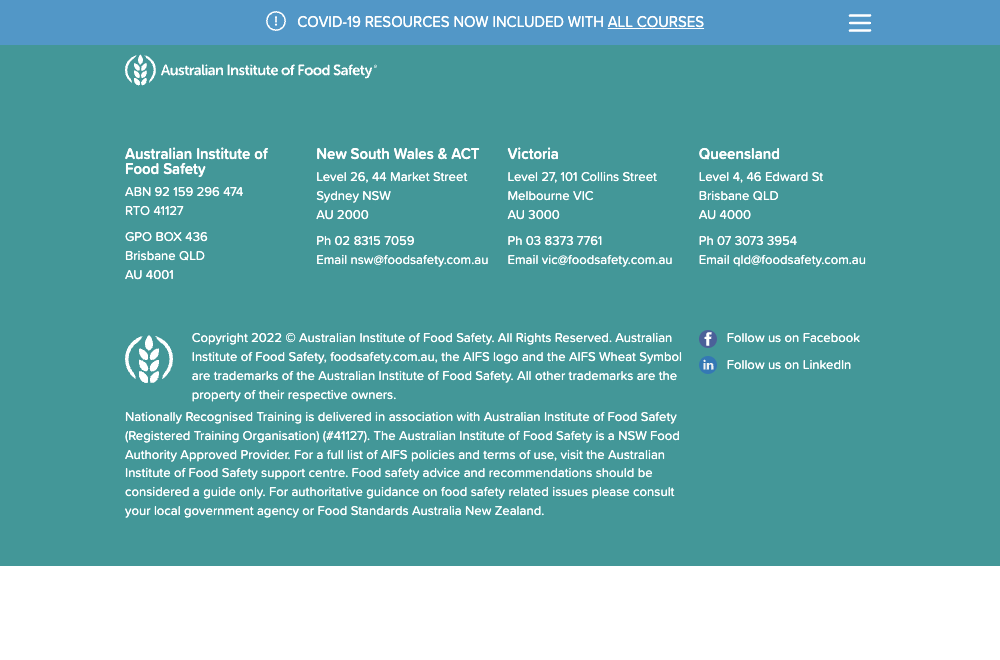 COVID-19 RESOURCES NOW INCLUDED WITH ALL COURSES
Australian Institute of Food Safety®
Australian Institute of
Food Safety
ABN 92 159 296 474
RTO 41127
GPO BOX 436
Brisbane QLD
AU 4001
New South Wales & ACT
Level 26, 44 Market Street
Sydney NSW
AU 2000
Ph 02 8315 7059
Email nsw@foodsafety.com.au
Victoria
Level 27, 101 Collins Street
Melbourne VIC
AU 3000
Ph 03 8373 7761
Email vic@foodsafety.com.au
Queensland
Level 4, 46 Edward St
Brisbane QLD
AU 4000
Ph 07 3073 3954
Email qld@foodsafety.com.au
Copyright 2022 © Australian Institute of Food Safety. All Rights Reserved. Australian
Institute of Food Safety, foodsafety.com.au, the AIFS logo and the AIFS Wheat Symbol
are trademarks of the Australian Institute of Food Safety. All other trademarks are the
property of their respective owners.
Nationally Recognised Training is delivered in association with Australian Institute of Food Safety
(Registered Training Organisation) (#41127). The Australian Institute of Food Safety is a NSW Food
Authority Approved Provider. For a full list of AIFS policies and terms of use, visit the Australian
Institute of Food Safety support centre. Food safety advice and recommendations should be
considered a guide only. For authoritative guidance on food safety related issues please consult
your local government agency or Food Standards Australia New Zealand.
Follow us on Facebook
Follow us on LinkedIn